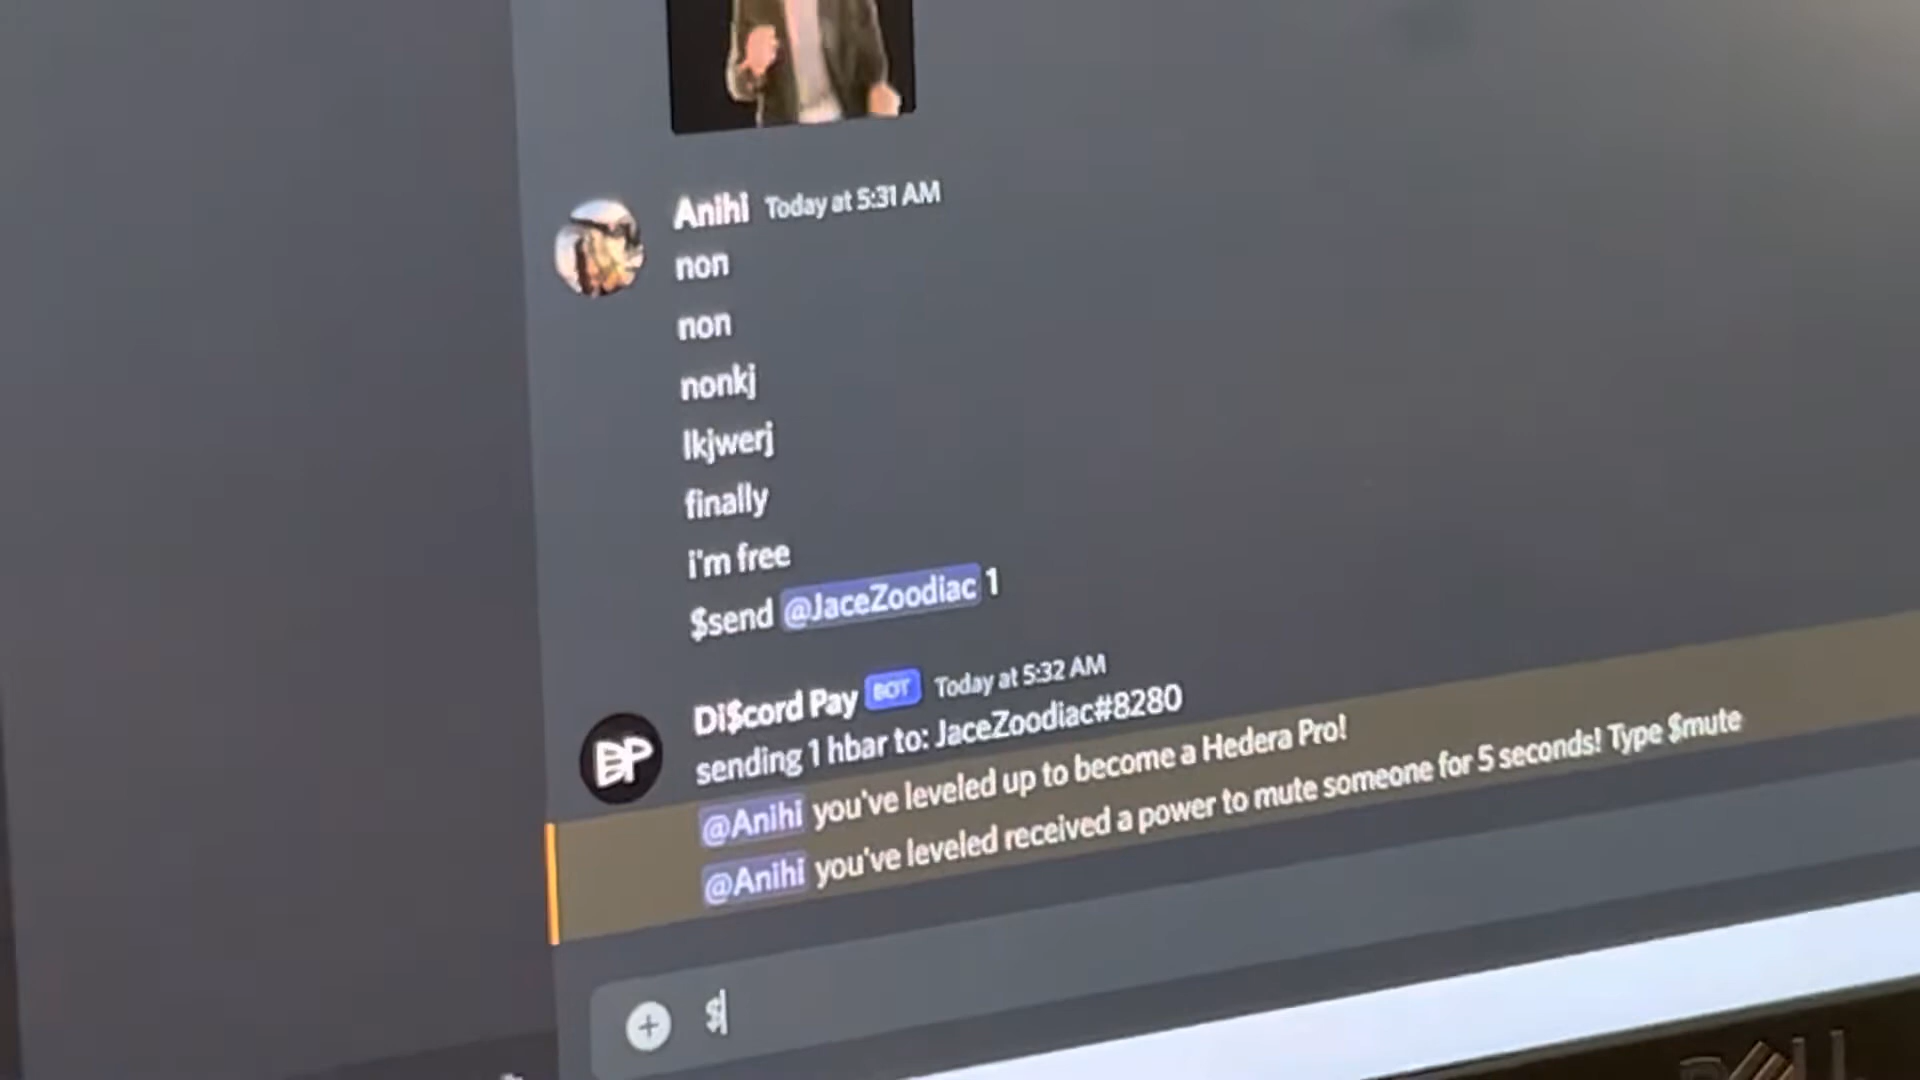 Anihi Today at 5:31 AM
non
non
nonkj
lkjwerj
finally
i'm free
$send @JaceZoodiac 1
Di$cord Pay BOT Today at 5:32 AM
sending 1 hbar to: JaceZoodiac#8280
@Anihi you've leveled up to become a Hedera Pro!
@Anihi you've leveled received a power to mute someone for 5 seconds! Type $mute
DP
$